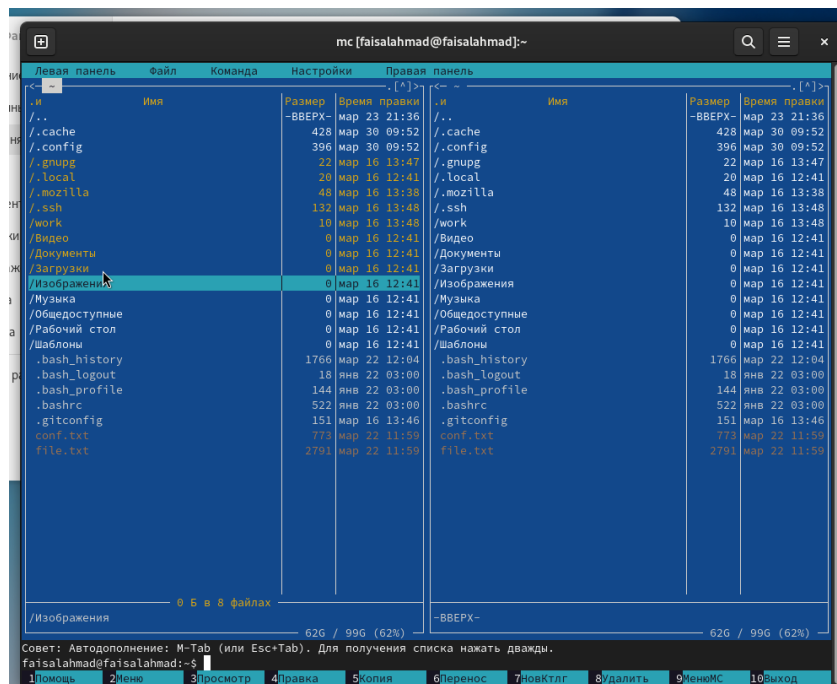 mc [faisalahmad@faisalahmad]:~
Левая панель Файл Команда Настройки Правая панель
<- ~ .[^]> <- ~ .[^]>
.и Имя Размер Время правки .и Имя Размер Время правки
/.. -ВВЕРХ- мар 23 21:36 /.. -ВВЕРХ- мар 23 21:36
/.cache 428 мар 30 09:52 /.cache 428 мар 30 09:52
/.config 396 мар 30 09:52 /.config 396 мар 30 09:52
/.gnupg 22 мар 16 13:47 /.gnupg 22 мар 16 13:47
/.local 20 мар 16 12:41 /.local 20 мар 16 12:41
/.mozilla 48 мар 16 13:38 /.mozilla 48 мар 16 13:38
/.ssh 132 мар 16 13:48 /.ssh 132 мар 16 13:48
/work 10 мар 16 13:48 /work 10 мар 16 13:48
/Видео 0 мар 16 12:41 /Видео 0 мар 16 12:41
/Документы 0 мар 16 12:41 /Документы 0 мар 16 12:41
/Загрузки 0 мар 16 12:41 /Загрузки 0 мар 16 12:41
/Изображения 0 мар 16 12:41 /Изображения 0 мар 16 12:41
/Музыка 0 мар 16 12:41 /Музыка 0 мар 16 12:41
/Общедоступные 0 мар 16 12:41 /Общедоступные 0 мар 16 12:41
/Рабочий стол 0 мар 16 12:41 /Рабочий стол 0 мар 16 12:41
/Шаблоны 0 мар 16 12:41 /Шаблоны 0 мар 16 12:41
.bash_history 1766 мар 22 12:04 .bash_history 1766 мар 22 12:04
.bash_logout 18 янв 22 03:00 .bash_logout 18 янв 22 03:00
.bash_profile 144 янв 22 03:00 .bash_profile 144 янв 22 03:00
.bashrc 522 янв 22 03:00 .bashrc 522 янв 22 03:00
.gitconfig 151 мар 16 13:46 .gitconfig 151 мар 16 13:46
conf.txt 773 мар 22 11:59 conf.txt 773 мар 22 11:59
file.txt 2791 мар 22 11:59 file.txt 2791 мар 22 11:59
0 Б в 8 файлах
/Изображения -ВВЕРХ-
62G / 99G (62%) 62G / 99G (62%)
Совет: Автодополнение: M-Tab (или Esc+Tab). Для получения списка нажать дважды.
faisalahmad@faisalahmad:~$
1Помощь 2Меню 3Просмотр 4Правка 5Копия 6Перенос 7НовКтлг 8Удалить 9МенюМС 10Выход